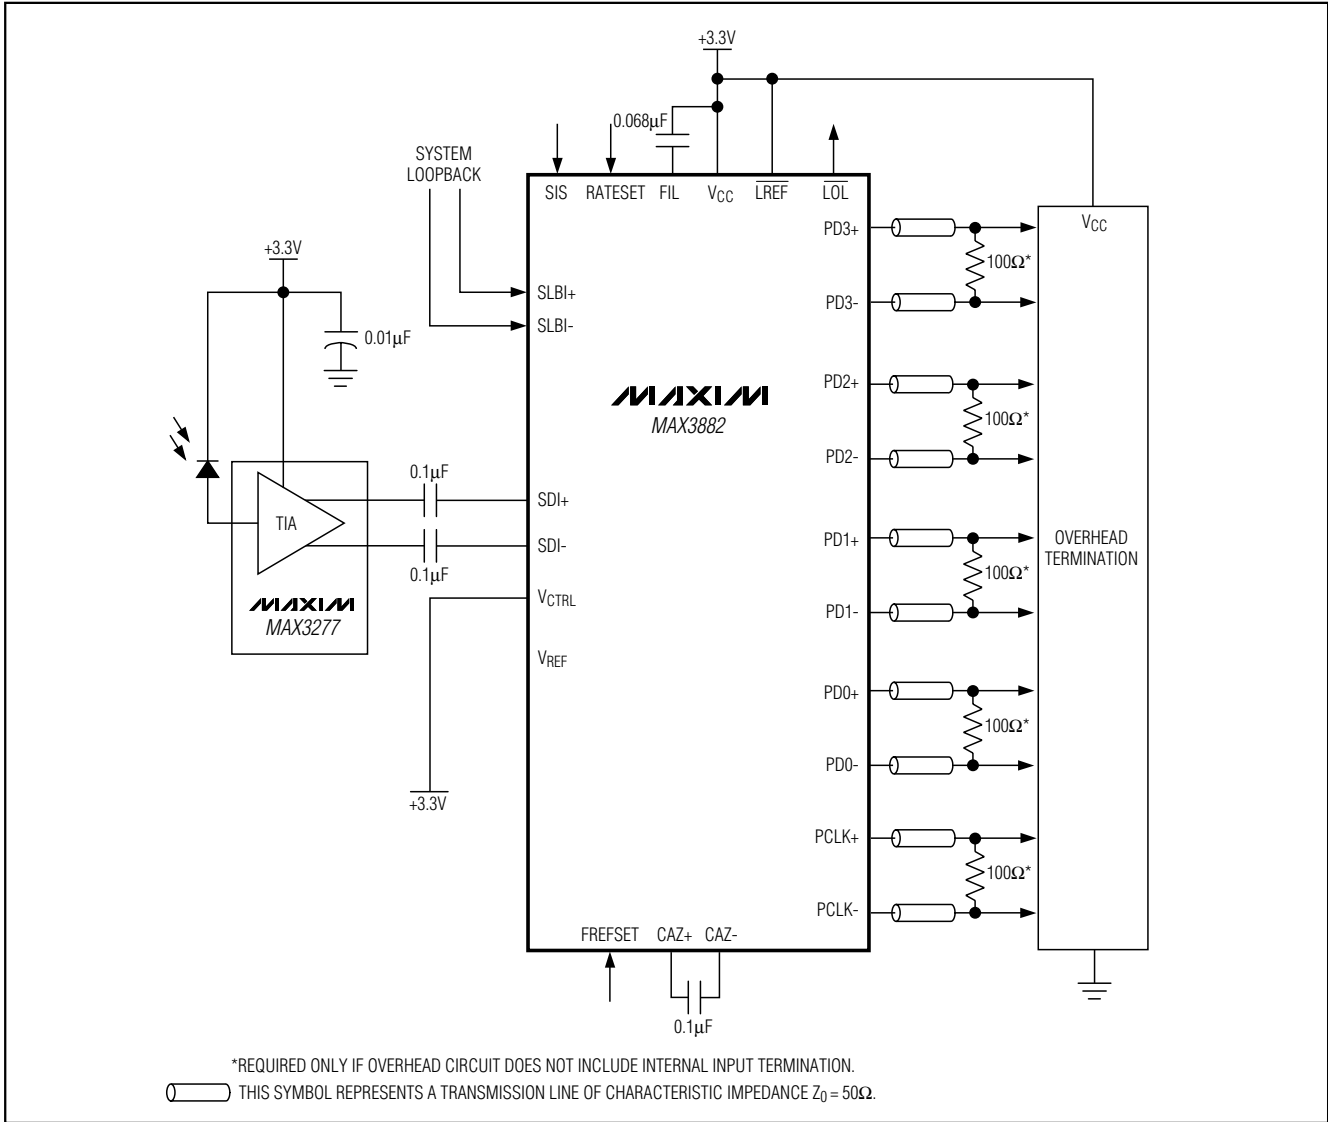 +3.3V
0.068µF
SYSTEM
LOOPBACK
SIS RATESET FIL VCC LREF LOL
PD3+
VCC
+3.3V
100Ω*
SLBI+
PD3-
SLBI-
0.01µF
PD2+
MAXIM
MAX3882
100Ω*
PD2-
0.1µF
SDI+
TIA
SDI-
PD1+
OVERHEAD
TERMINATION
0.1µF
100Ω*
MAXIM
MAX3277
VCTRL
PD1-
VREF
PD0+
100Ω*
PD0-
+3.3V
PCLK+
100Ω*
PCLK-
FREFSET CAZ+ CAZ-
0.1µF
*REQUIRED ONLY IF OVERHEAD CIRCUIT DOES NOT INCLUDE INTERNAL INPUT TERMINATION.
THIS SYMBOL REPRESENTS A TRANSMISSION LINE OF CHARACTERISTIC IMPEDANCE Z0 = 50Ω.